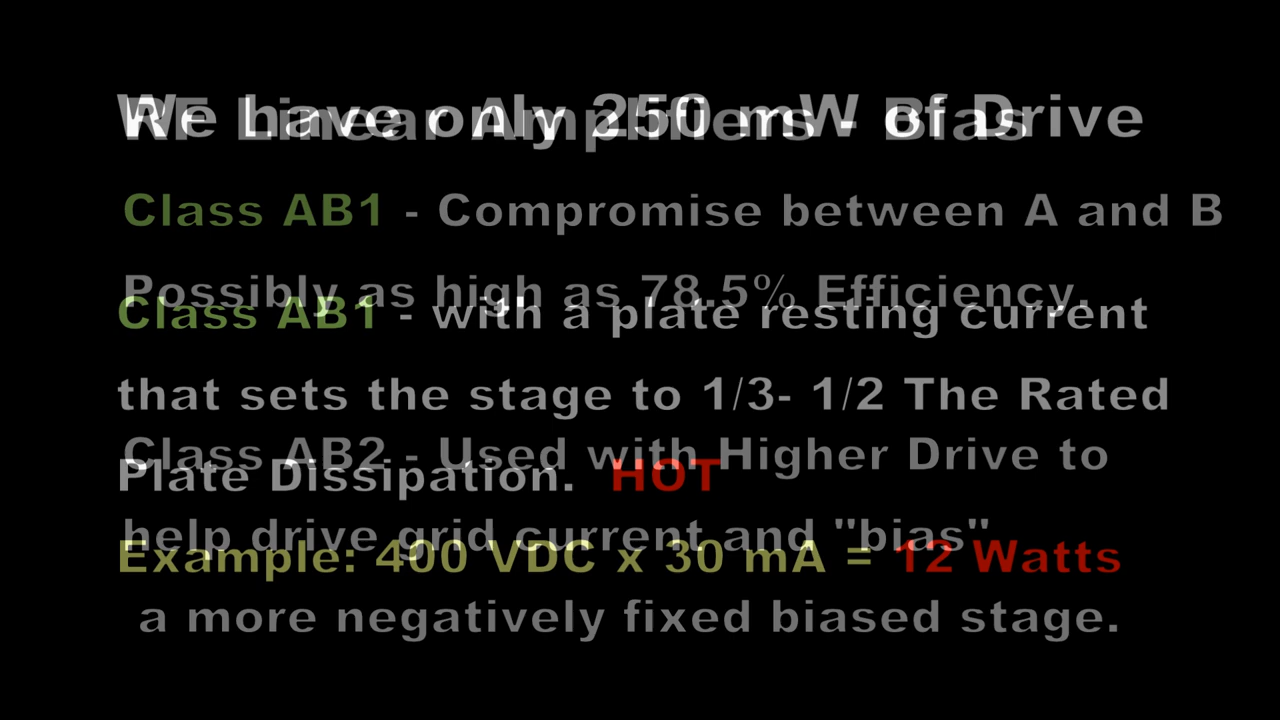 We have only 250 mW of Drive
RF Linear Amplifiers - Bias
Class AB1 - Compromise between A and B
Possibly as high as 78.5% Efficiency.
Class AB1 - with a plate resting current
that sets the stage to 1/3- 1/2 The Rated
Class AB2 - Used with Higher Drive to
Plate Dissipation. HOT
help drive grid current and "bias"
Example: 400 VDC x 30 mA = 12 Watts
a more negatively fixed biased stage.